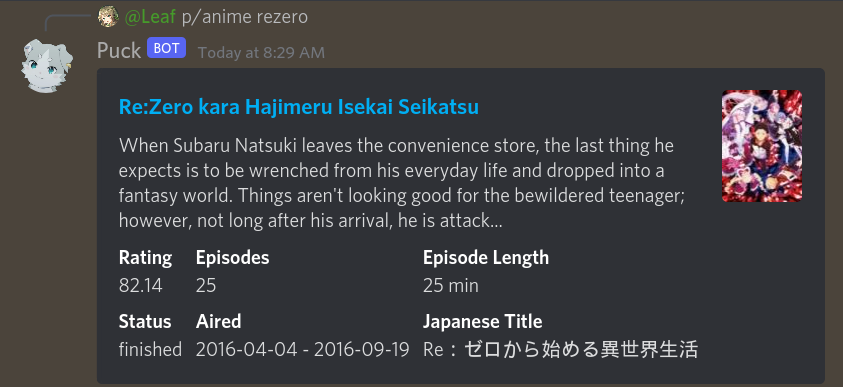 @Leaf p/anime rezero
Puck BOT Today at 8:29 AM
Re:Zero kara Hajimeru Isekai Seikatsu
When Subaru Natsuki leaves the convenience store, the last thing he
expects is to be wrenched from his everyday life and dropped into a
fantasy world. Things aren't looking good for the bewildered teenager;
however, not long after his arrival, he is attack...
Rating Episodes Episode Length
82.14 25 25 min
Status Aired Japanese Title
finished 2016-04-04 - 2016-09-19 Re：ゼロから始める異世界生活